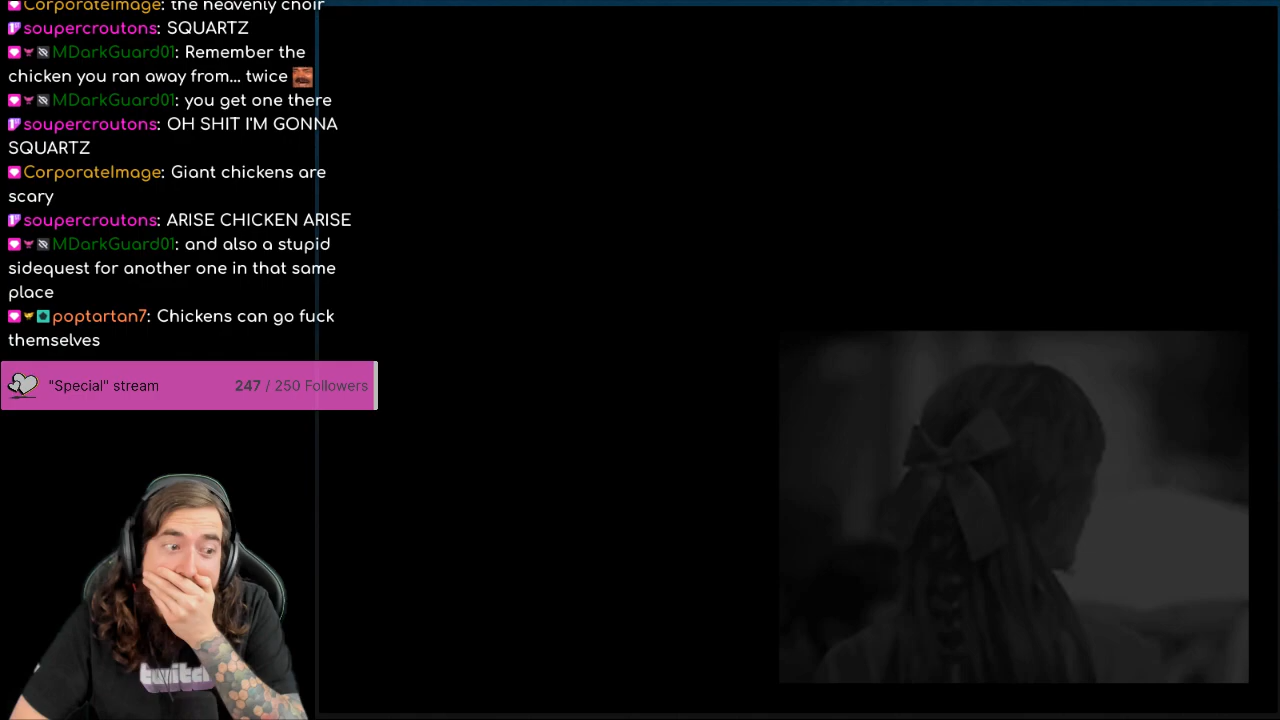 CorporateImage: the heavenly choir
soupercroutons: SQUARTZ
MDarkGuard01: Remember the
chicken you ran away from... twice
MDarkGuard01: you get one there
soupercroutons: OH SHIT I'M GONNA
SQUARTZ
CorporateImage: Giant chickens are
scary
soupercroutons: ARISE CHICKEN ARISE
MDarkGuard01: and also a stupid
sidequest for another one in that same
place
poptartan7: Chickens can go fuck
themselves
"Special" stream 247 / 250 Followers
twitch